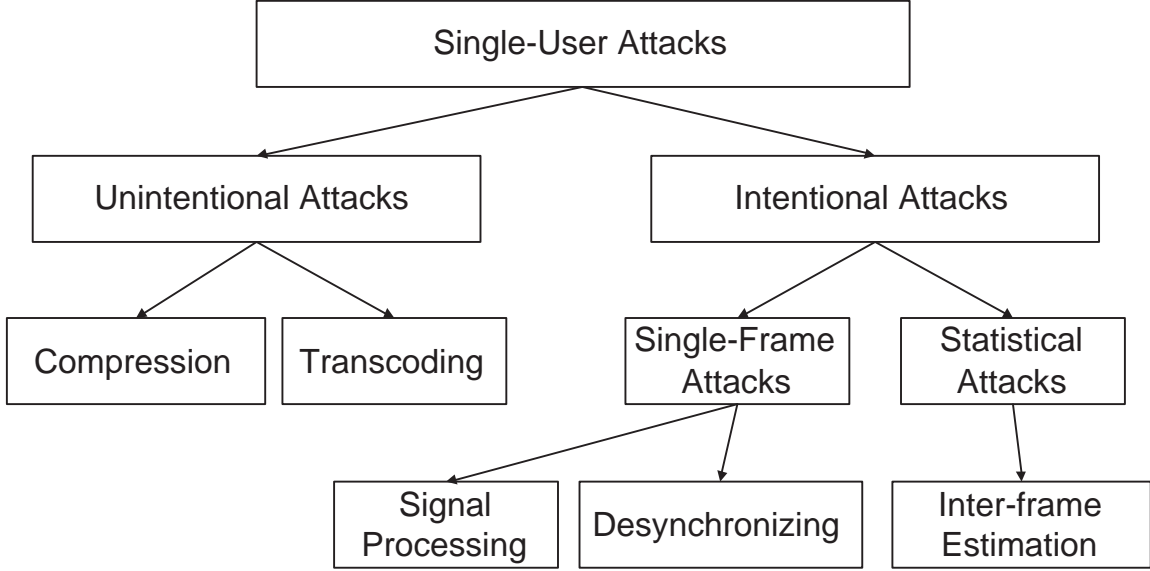 Single-User Attacks
Unintentional Attacks
Intentional Attacks
Compression
Transcoding
Single-Frame
Attacks
Statistical
Attacks
Signal
Processing
Desynchronizing
Inter-frame
Estimation